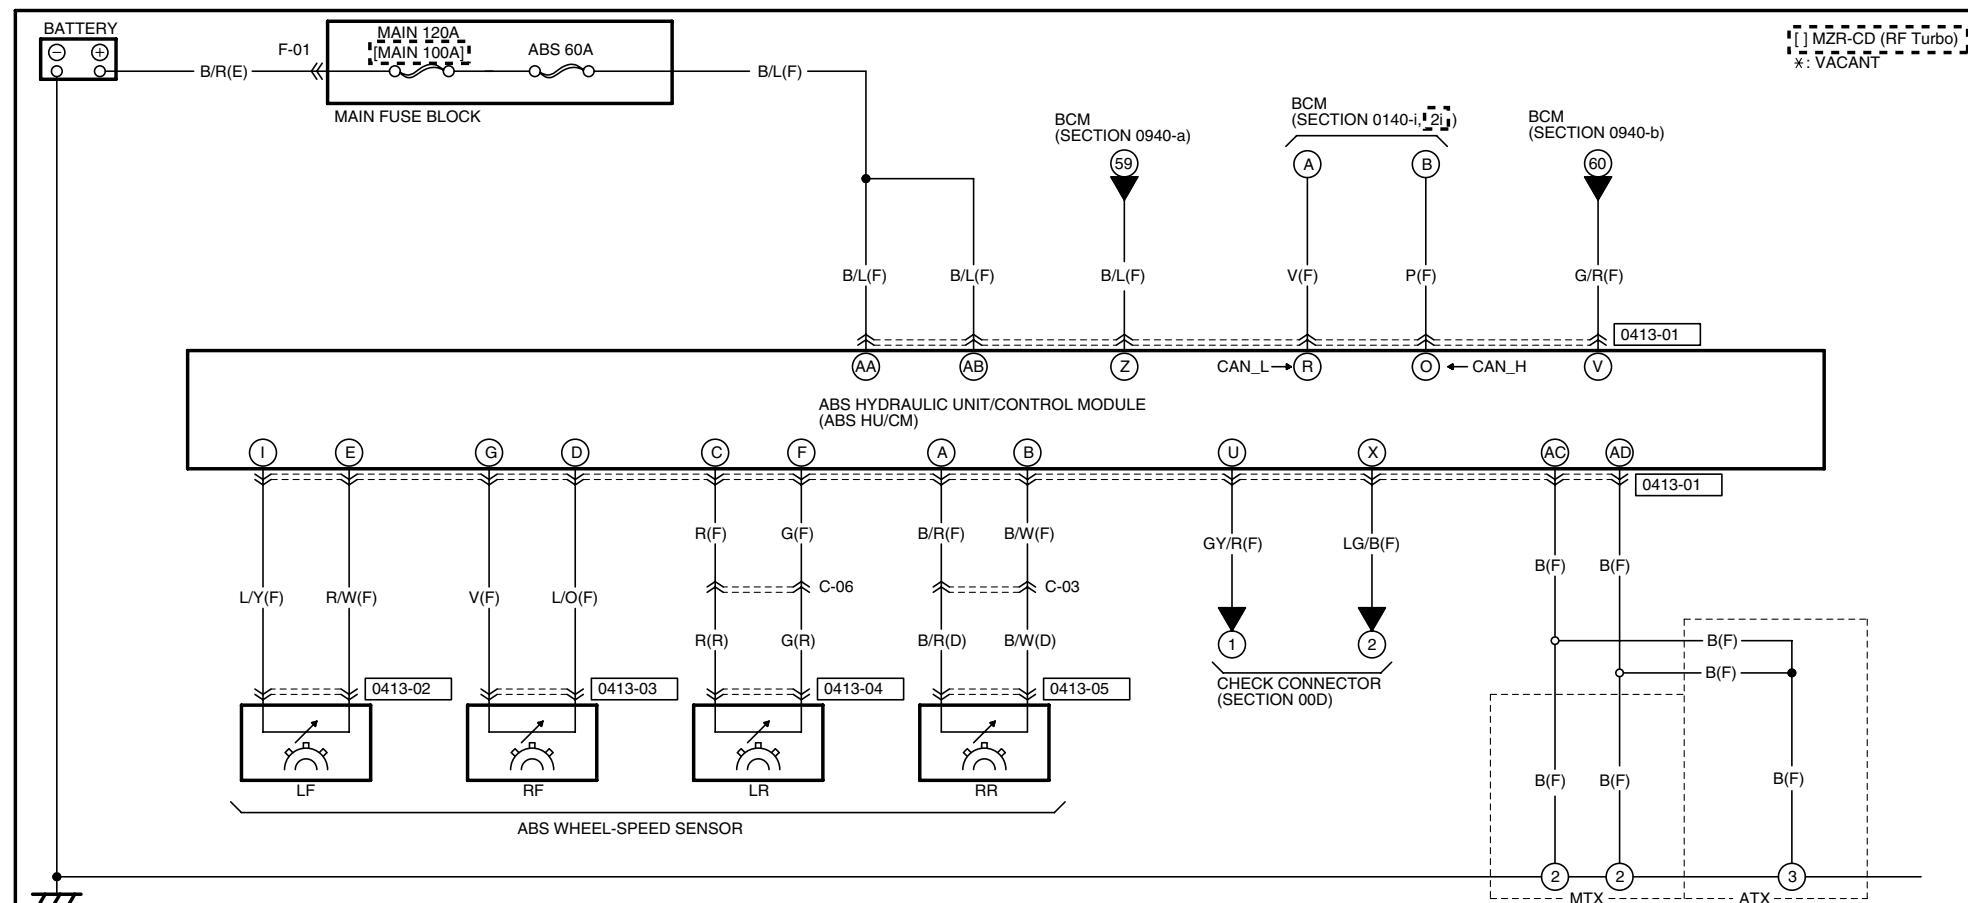 BATTERY
− +
B/R(E)
F-01
MAIN 120A
[MAIN 100A]
ABS 60A
MAIN FUSE BLOCK
B/L(F)
[ ] MZR-CD (RF Turbo)
*: VACANT
BCM
(SECTION 0940-a)
59
BCM
(SECTION 0140-i, 2i )
A B
BCM
(SECTION 0940-b)
60
B/L(F) B/L(F) B/L(F) V(F) P(F) G/R(F)
0413-01
AA AB Z CAN_L R O CAN_H V
ABS HYDRAULIC UNIT/CONTROL MODULE
(ABS HU/CM)
I E G D C F A B U X AC AD
0413-01
R(F) G(F) B/R(F) B/W(F)
GY/R(F) LG/B(F)
B(F) B(F)
C-06 C-03
L/Y(F) R/W(F) V(F) L/O(F)
R(R) G(R) B/R(D) B/W(D)
1 2
B(F)
B(F)
CHECK CONNECTOR
(SECTION 00D)
0413-02 0413-03 0413-04 0413-05
B(F) B(F) B(F)
LF RF LR RR
ABS WHEEL-SPEED SENSOR
2 2 3
MTX ATX